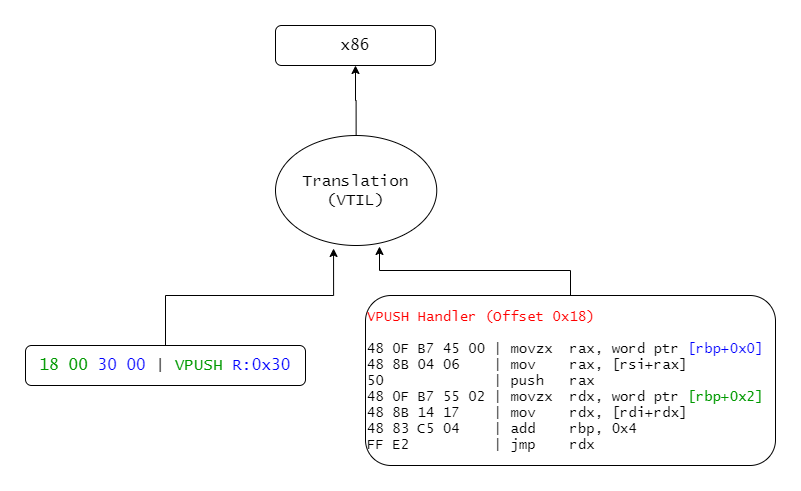 x86
Translation
(VTIL)
18 00 30 00 | VPUSH R:0x30
VPUSH Handler (Offset 0x18)
48 0F B7 45 00 | movzx rax, word ptr [rbp+0x0]
48 8B 04 06 | mov rax, [rsi+rax]
50 | push rax
48 0F B7 55 02 | movzx rdx, word ptr [rbp+0x2]
48 8B 14 17 | mov rdx, [rdi+rdx]
48 83 C5 04 | add rbp, 0x4
FF E2 | jmp rdx